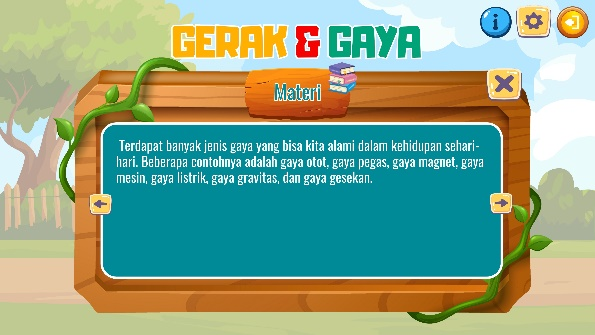 GERAK & GAYA
Materi
Terdapat banyak jenis gaya yang bisa kita alami dalam kehidupan sehari-
hari. Beberapa contohnya adalah gaya otot, gaya pegas, gaya magnet, gaya
mesin, gaya listrik, gaya gravitas, dan gaya gesekan.